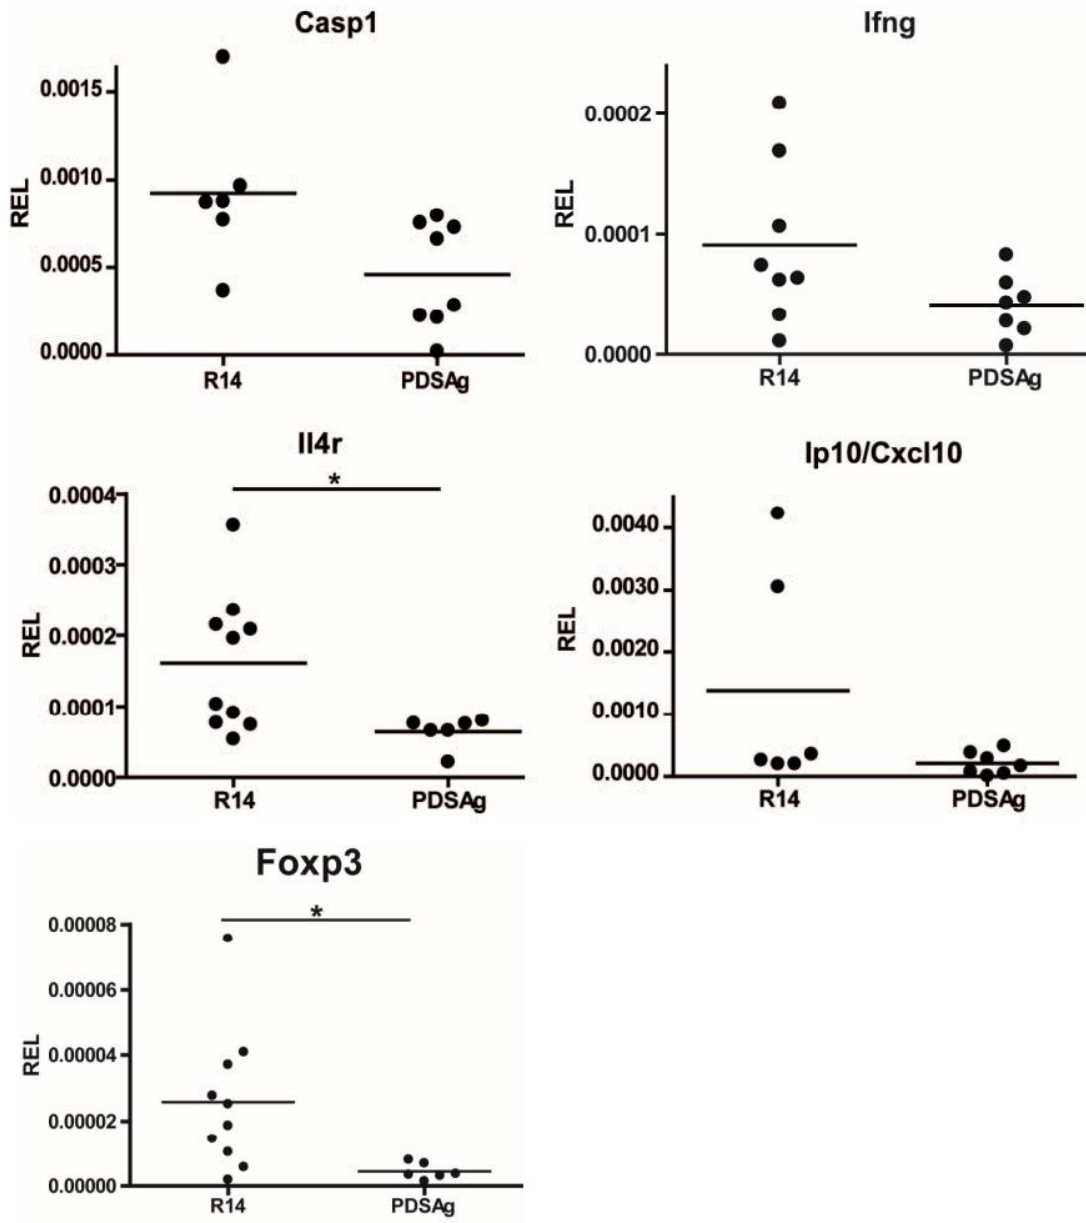 Casp1
REL
0.0015
0.0010
0.0005
0.0000
R14 PDSAg
Ifng
REL
0.0002
0.0001
0.0000
R14 PDSAg
Il4r
*
REL
0.0004
0.0003
0.0002
0.0001
0.0000
R14 PDSAg
Ip10/Cxcl10
REL
0.0040
0.0030
0.0020
0.0010
0.0000
R14 PDSAg
Foxp3
*
REL
0.00008
0.00006
0.00004
0.00002
0.00000
R14 PDSAg